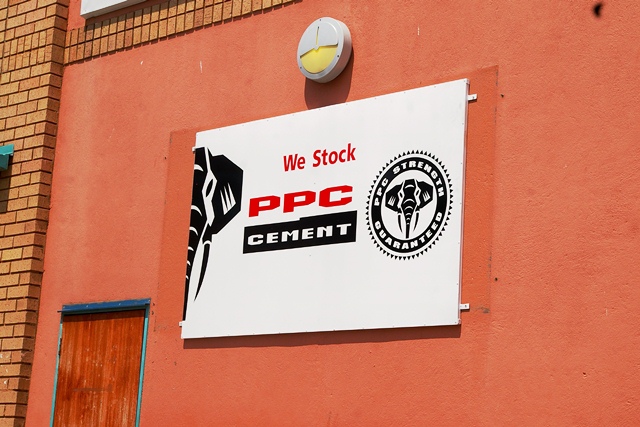 We Stock
PPC
CEMENT
PPC STRENGTH
GUARANTEED